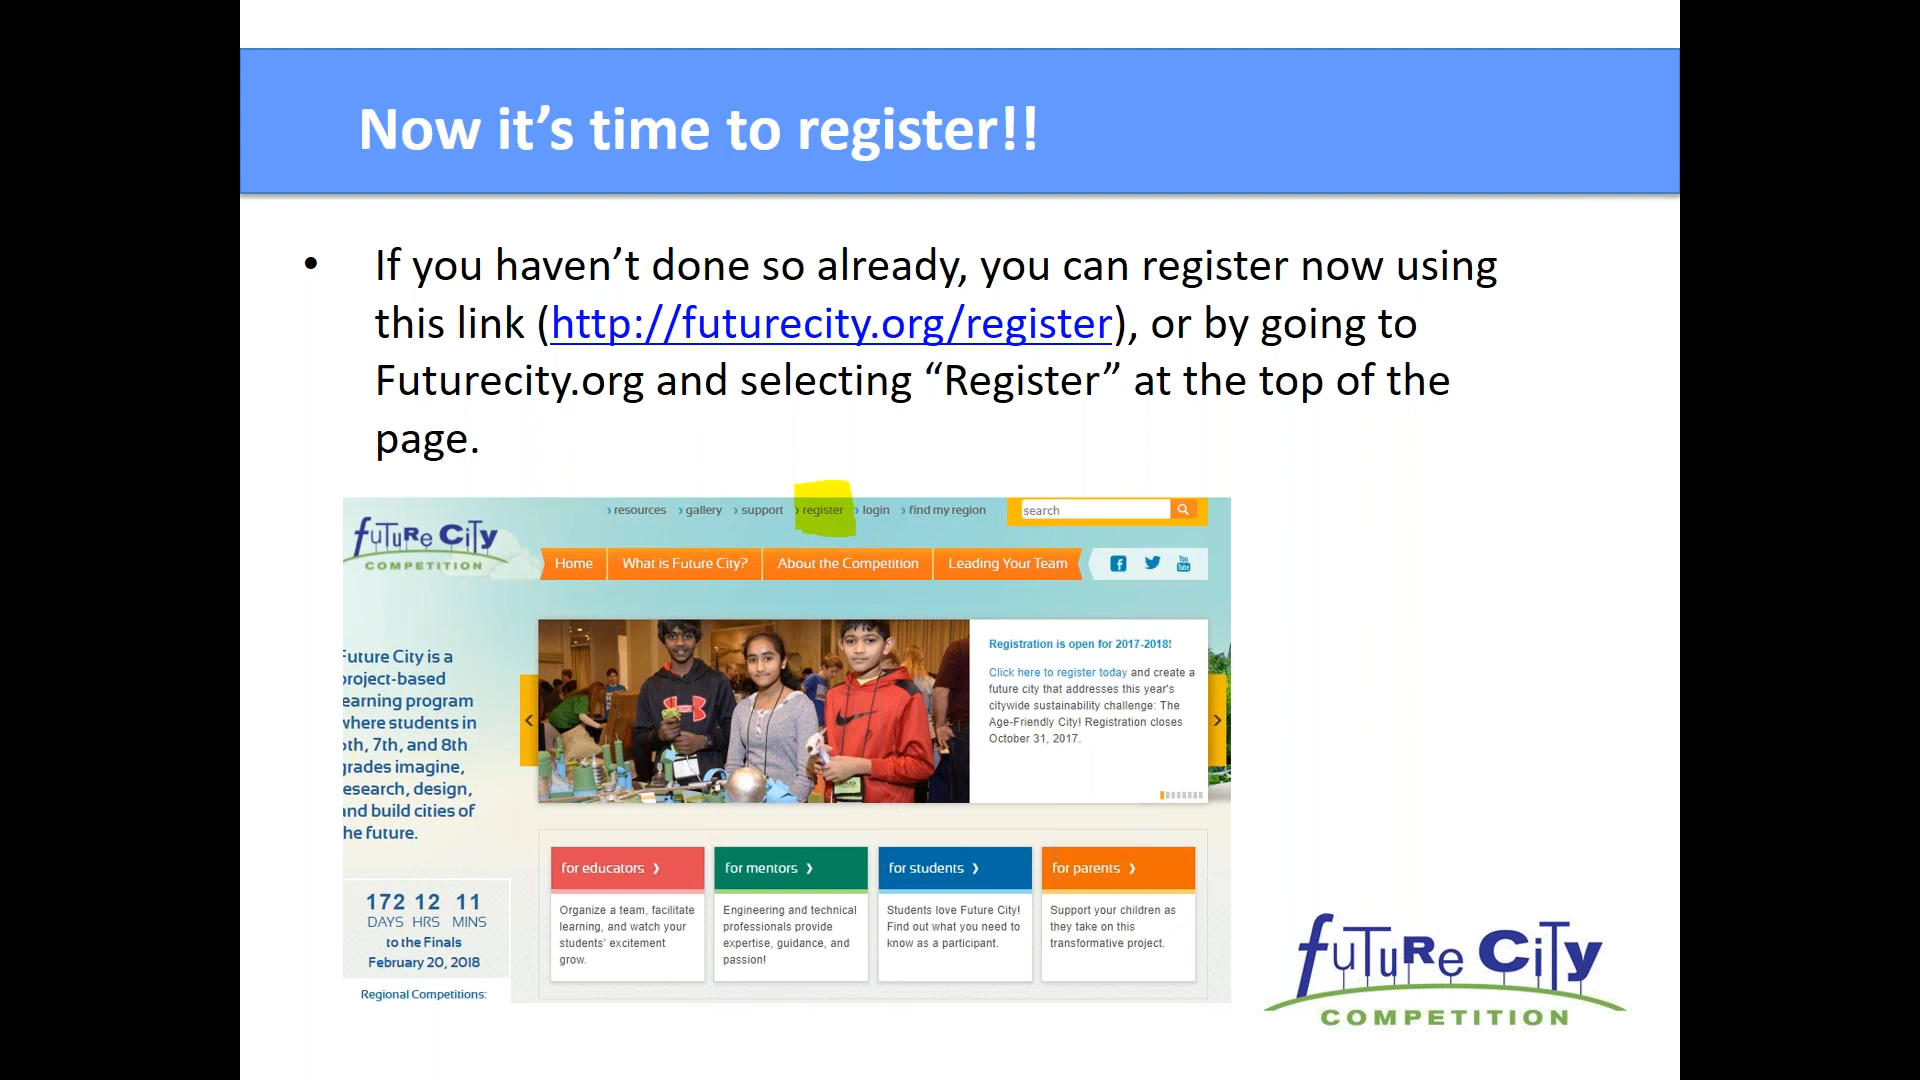 Now it’s time to register!!
• If you haven’t done so already, you can register now using
this link (http://futurecity.org/register), or by going to
Futurecity.org and selecting “Register” at the top of the
page.
› resources › gallery › support › register › login › find my region
search
fuTuRe CiTy
COMPETITION
Home What is Future City? About the Competition Leading Your Team
You Tube
uture City is a
project-based
earning program
where students in
6th, 7th, and 8th
grades imagine,
research, design,
and build cities of
he future.
Registration is open for 2017-2018!
Click here to register today and create a
future city that addresses this year's
citywide sustainability challenge: The
Age-Friendly City! Registration closes
October 31, 2017.
172 12 11
DAYS HRS MINS
to the Finals
February 20, 2018
Regional Competitions:
for educators ❯
Organize a team, facilitate
learning, and watch your
students' excitement
grow.
for mentors ❯
Engineering and technical
professionals provide
expertise, guidance, and
passion!
for students ❯
Students love Future City!
Find out what you need to
know as a participant.
for parents ❯
Support your children as
they take on this
transformative project.
fuTuRe CiTy
COMPETITION